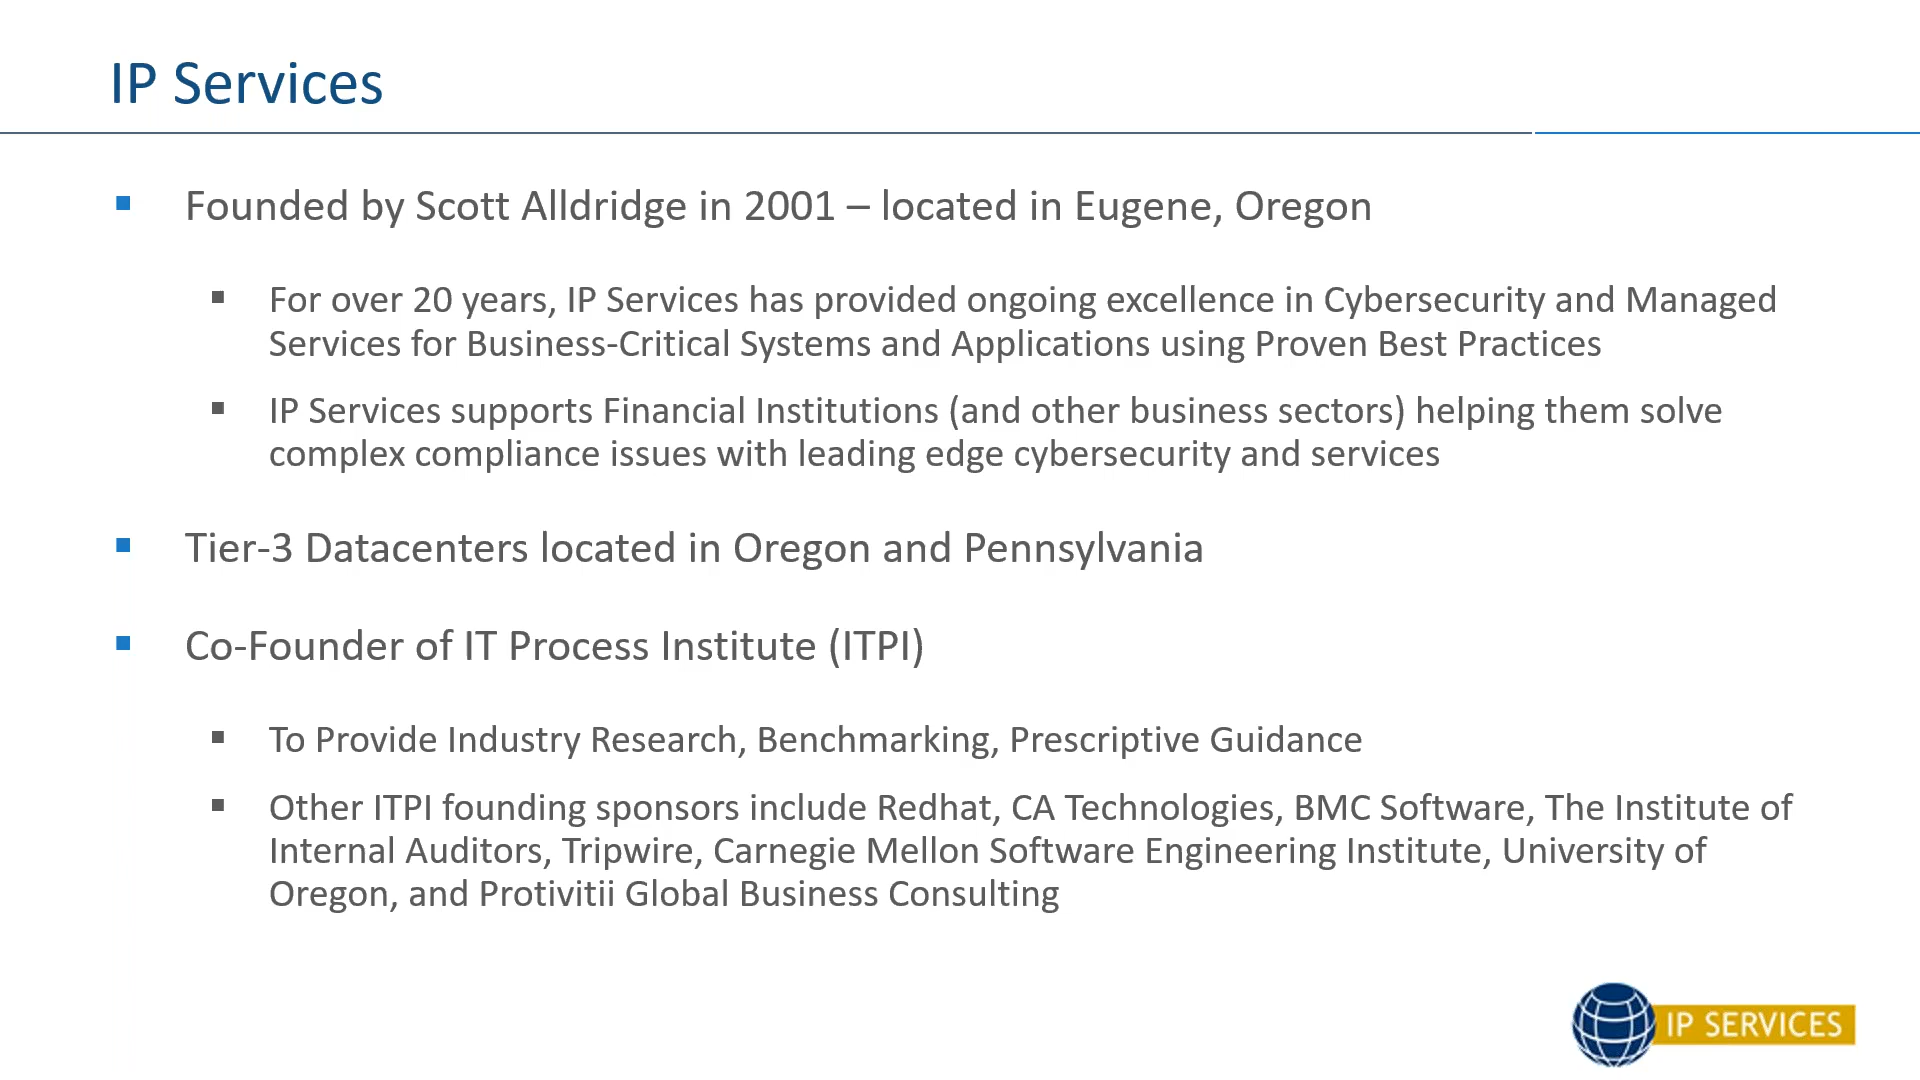 IP Services
▪ Founded by Scott Alldridge in 2001 – located in Eugene, Oregon
▪ For over 20 years, IP Services has provided ongoing excellence in Cybersecurity and Managed
Services for Business-Critical Systems and Applications using Proven Best Practices
▪ IP Services supports Financial Institutions (and other business sectors) helping them solve
complex compliance issues with leading edge cybersecurity and services
▪ Tier-3 Datacenters located in Oregon and Pennsylvania
▪ Co-Founder of IT Process Institute (ITPI)
▪ To Provide Industry Research, Benchmarking, Prescriptive Guidance
▪ Other ITPI founding sponsors include Redhat, CA Technologies, BMC Software, The Institute of
Internal Auditors, Tripwire, Carnegie Mellon Software Engineering Institute, University of
Oregon, and Protivitii Global Business Consulting
IP SERVICES